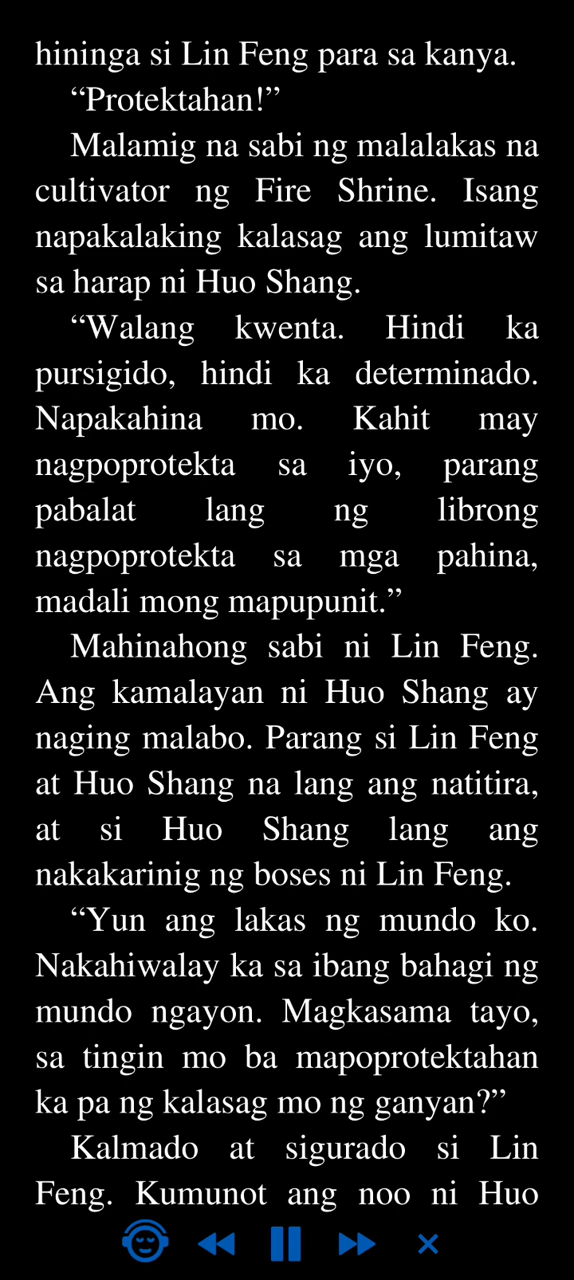 hininga si Lin Feng para sa kanya.
“Protektahan!”
Malamig na sabi ng malalakas na
cultivator ng Fire Shrine. Isang
napakalaking kalasag ang lumitaw
sa harap ni Huo Shang.
“Walang kwenta. Hindi ka
pursigido, hindi ka determinado.
Napakahina mo. Kahit may
nagpoprotekta sa iyo, parang
pabalat lang ng librong
nagpoprotekta sa mga pahina,
madali mong mapupunit.”
Mahinahong sabi ni Lin Feng.
Ang kamalayan ni Huo Shang ay
naging malabo. Parang si Lin Feng
at Huo Shang na lang ang natitira,
at si Huo Shang lang ang
nakakarinig ng boses ni Lin Feng.
“Yun ang lakas ng mundo ko.
Nakahiwalay ka sa ibang bahagi ng
mundo ngayon. Magkasama tayo,
sa tingin mo ba mapoprotektahan
ka pa ng kalasag mo ng ganyan?”
Kalmado at sigurado si Lin
Feng. Kumunot ang noo ni Huo